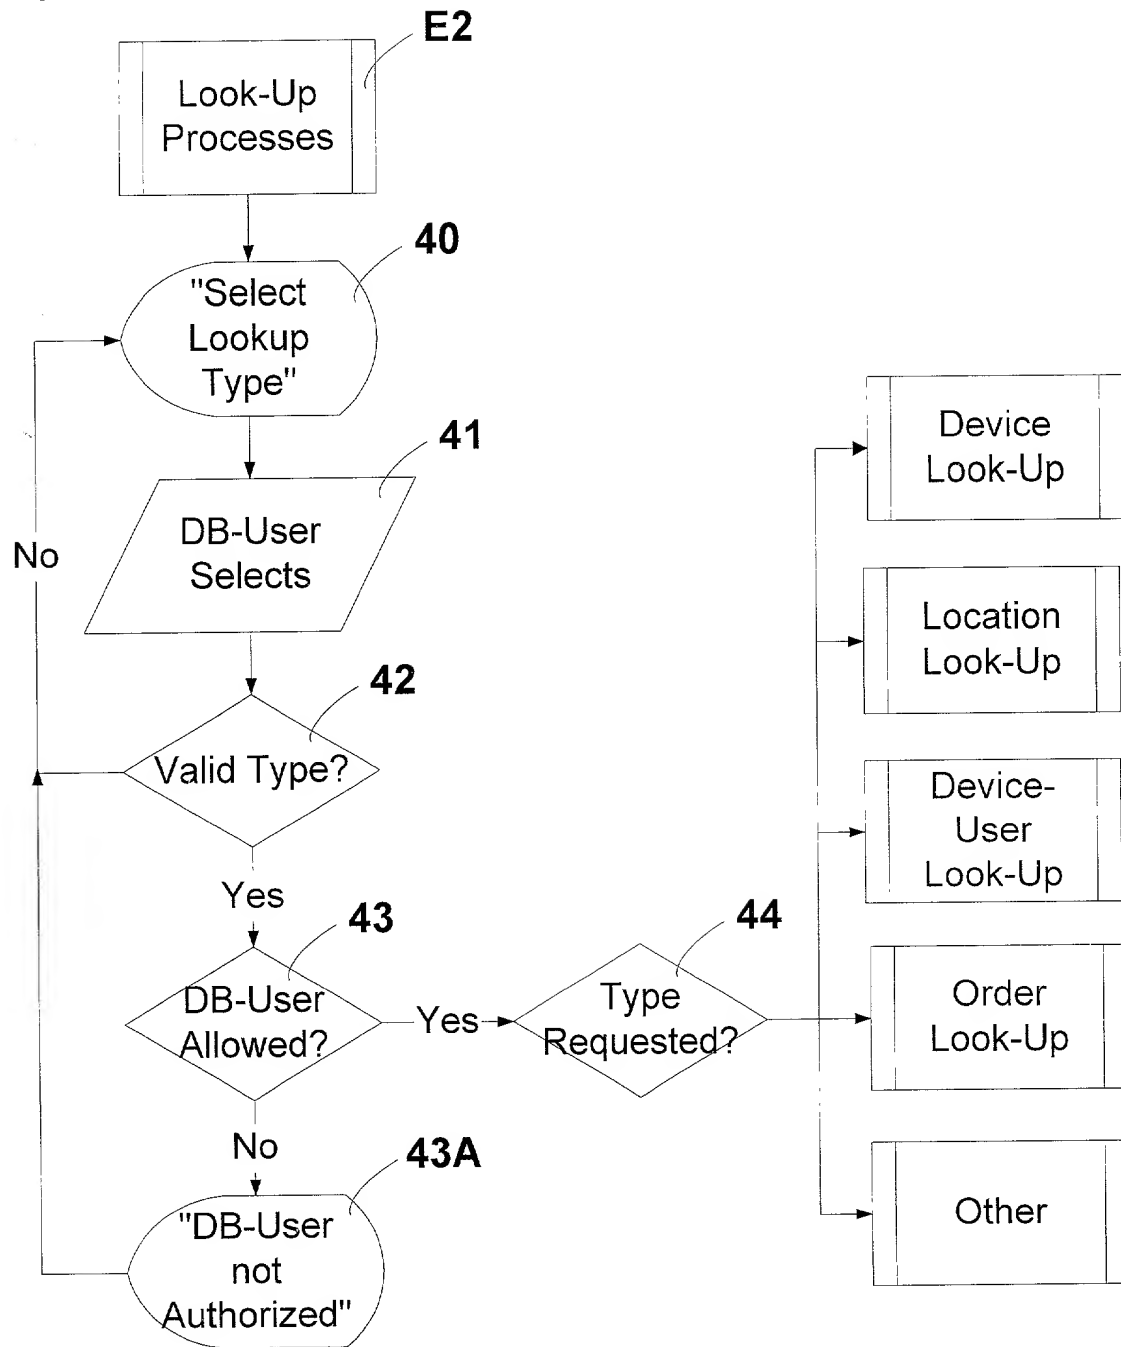 E2
Look-Up
Processes
40
"Select
Lookup
Type"
41
DB-User
Selects
No
42
Valid Type?
Yes
43
DB-User
Allowed?
Yes
44
Type
Requested?
No
43A
"DB-User
not
Authorized"
Device
Look-Up
Location
Look-Up
Device-
User
Look-Up
Order
Look-Up
Other